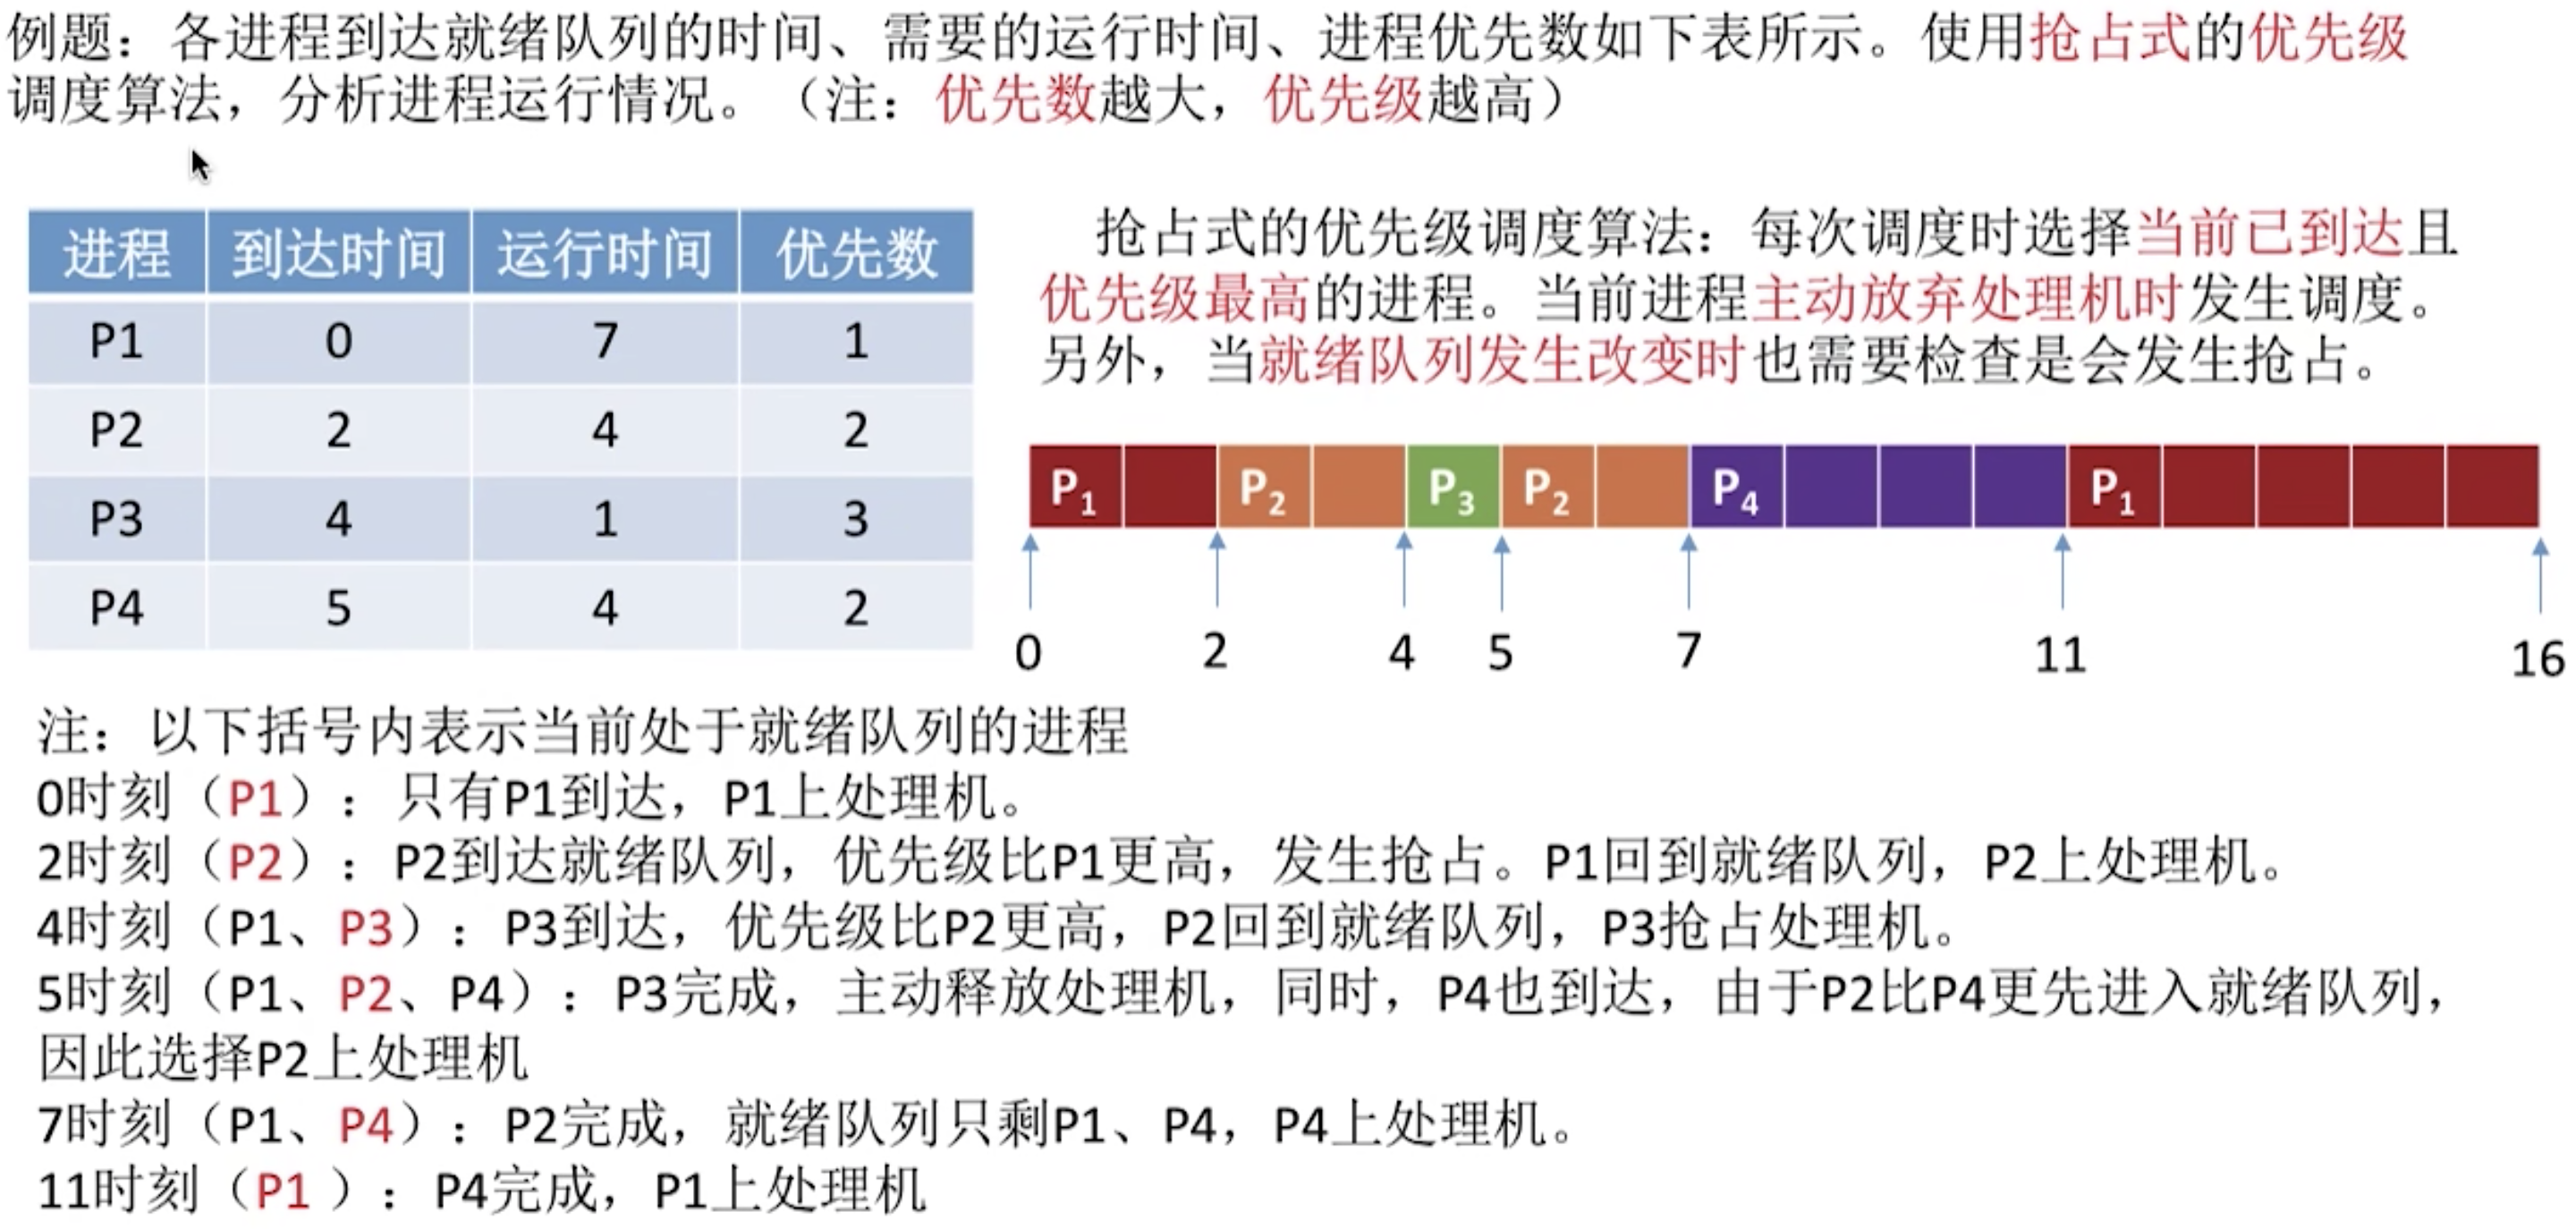 例题：各进程到达就绪队列的时间、需要的运行时间、进程优先数如下表所示。使用抢占式的优先级
调度算法，分析进程运行情况。（注：优先数越大，优先级越高）
进程 到达时间 运行时间 优先数
P1 0 7 1
P2 2 4 2
P3 4 1 3
P4 5 4 2
抢占式的优先级调度算法：每次调度时选择当前已到达且
优先级最高的进程。当前进程主动放弃处理机时发生调度。
另外，当就绪队列发生改变时也需要检查是会发生抢占。
P1 P2 P3 P2 P4 P1
0 2 4 5 7 11 16
注：以下括号内表示当前处于就绪队列的进程
0时刻（P1）：只有P1到达，P1上处理机。
2时刻（P2）：P2到达就绪队列，优先级比P1更高，发生抢占。P1回到就绪队列，P2上处理机。
4时刻（P1、P3）：P3到达，优先级比P2更高，P2回到就绪队列，P3抢占处理机。
5时刻（P1、P2、P4）：P3完成，主动释放处理机，同时，P4也到达，由于P2比P4更先进入就绪队列，
因此选择P2上处理机
7时刻（P1、P4）：P2完成，就绪队列只剩P1、P4，P4上处理机。
11时刻（P1 ）：P4完成，P1上处理机